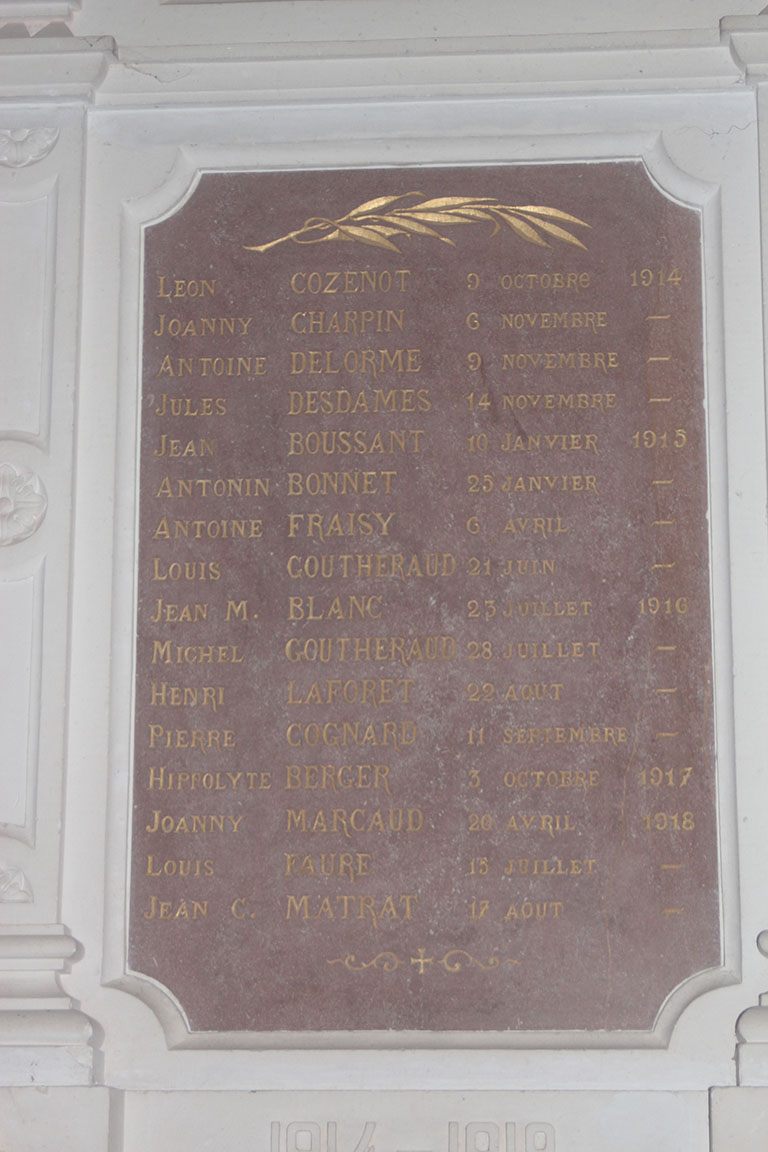 LEON COZENOT 9 OCTOBRE 1914
JOANNY CHARPIN 6 NOVEMBRE —
ANTOINE DELORME 9 NOVEMBRE —
JULES DESDAMES 14 NOVEMBRE —
JEAN BOUSSANT 10 JANVIER 1915
ANTONIN BONNET 25 JANVIER —
ANTOINE FRAISY 6 AVRIL —
LOUIS GOUTHERAUD 21 JUIN —
JEAN M. BLANC 23 JUILLET 1916
MICHEL GOUTHERAUD 28 JUILLET —
HENRI LAFORET 22 AOUT —
PIERRE COGNARD 11 SEPTEMBRE —
HIPPOLYTE BERGER 3 OCTOBRE 1917
JOANNY MARCAUD 20 AVRIL 1918
LOUIS FAURE 15 JUILLET —
JEAN C. MATRAT 17 AOUT —
1914 — 1919